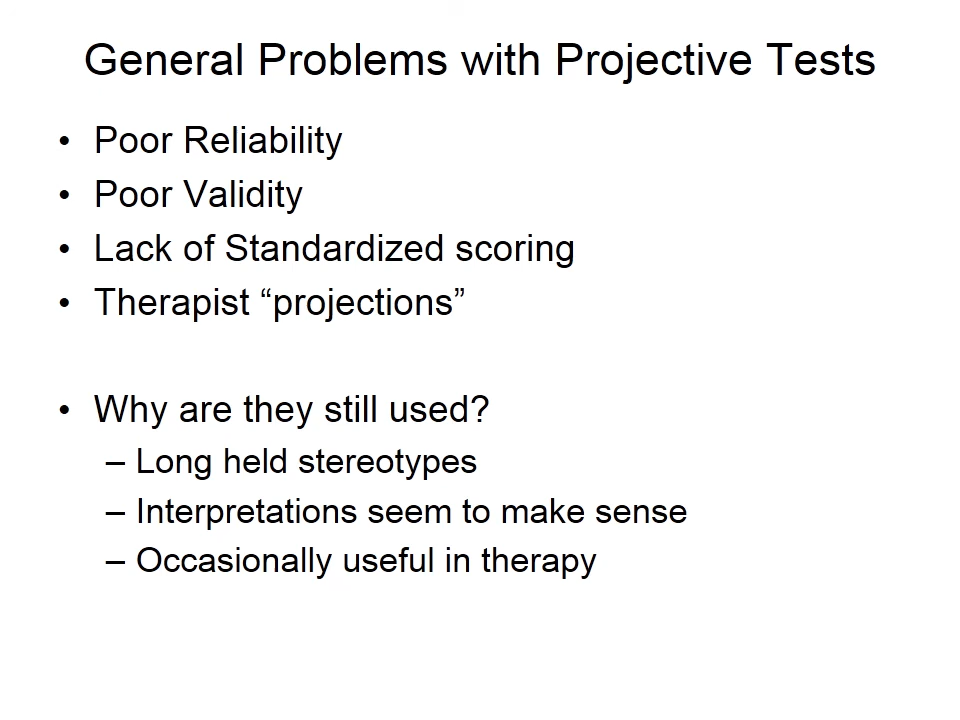 General Problems with Projective Tests
• Poor Reliability
• Poor Validity
• Lack of Standardized scoring
• Therapist “projections”
• Why are they still used?
– Long held stereotypes
– Interpretations seem to make sense
– Occasionally useful in therapy